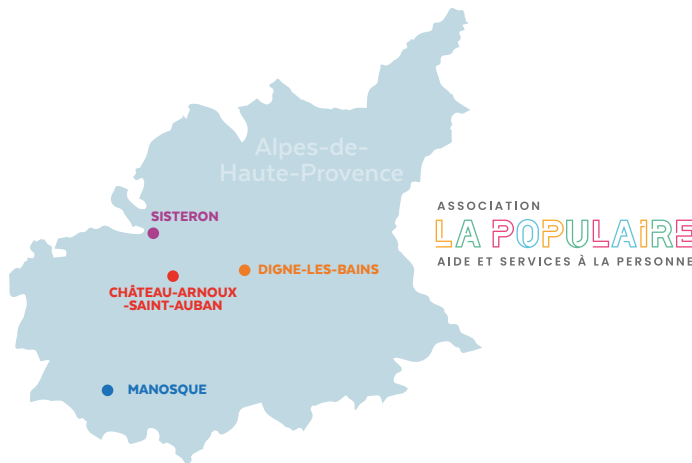 Alpes-de-
Haute-Provence
SISTERON
DIGNE-LES-BAINS
CHÂTEAU-ARNOUX
-SAINT-AUBAN
MANOSQUE
ASSOCIATION
LA POPULAiRE
AIDE ET SERVICES À LA PERSONNE